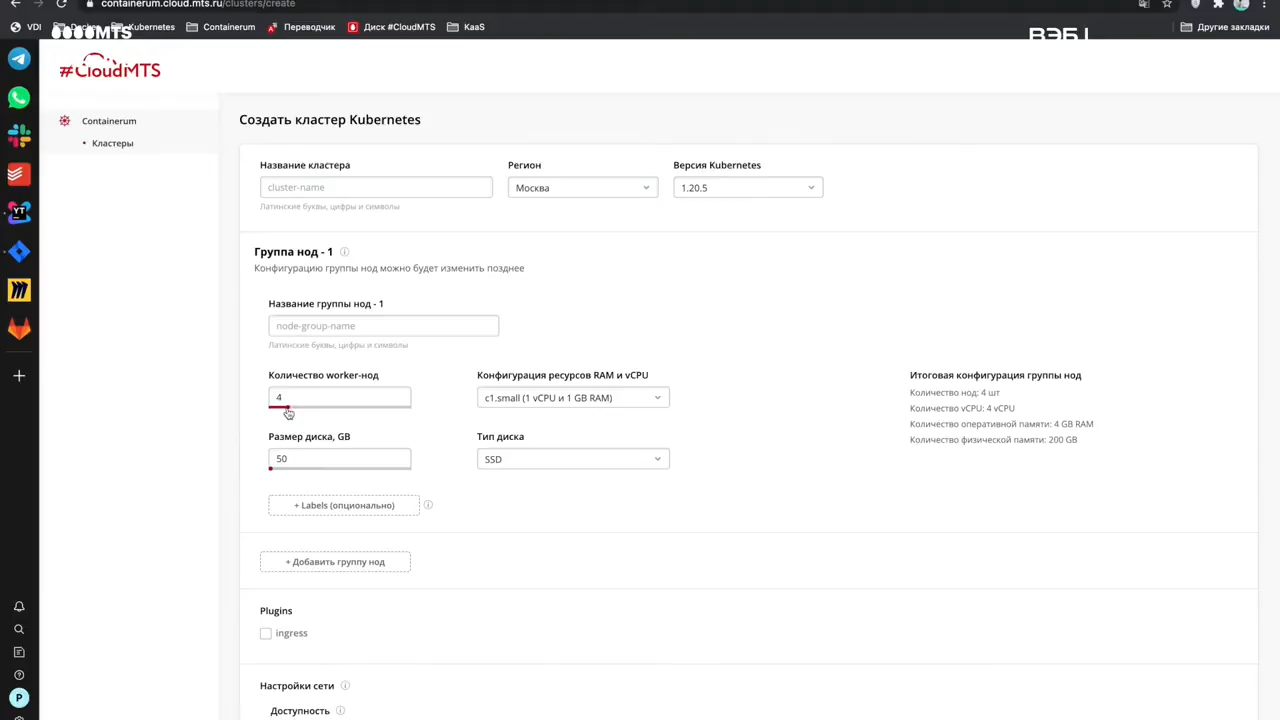 containerum.cloud.mts.ru/clusters/create
VDI
Kubernetes
Containerum
Переводчик
Диск #CloudMTS
KaaS
Другие закладки
MTS
ВЭБ
#CloudMTS
Containerum
• Кластеры
Создать кластер Kubernetes
Название кластера
Регион
Версия Kubernetes
cluster-name
Москва
1.20.5
Латинские буквы, цифры и символы
Группа нод - 1
Конфигурацию группы нод можно будет изменить позднее
Название группы нод - 1
node-group-name
Латинские буквы, цифры и символы
Количество worker-нод
Конфигурация ресурсов RAM и vCPU
Итоговая конфигурация группы нод
4
c1.small (1 vCPU и 1 GB RAM)
Количество нод: 4 шт
Количество vCPU: 4 vCPU
Количество оперативной памяти: 4 GB RAM
Количество физической памяти: 200 GB
Размер диска, GB
Тип диска
50
SSD
+ Labels (опционально)
+ Добавить группу нод
Plugins
ingress
Настройки сети
Доступность
YT
P